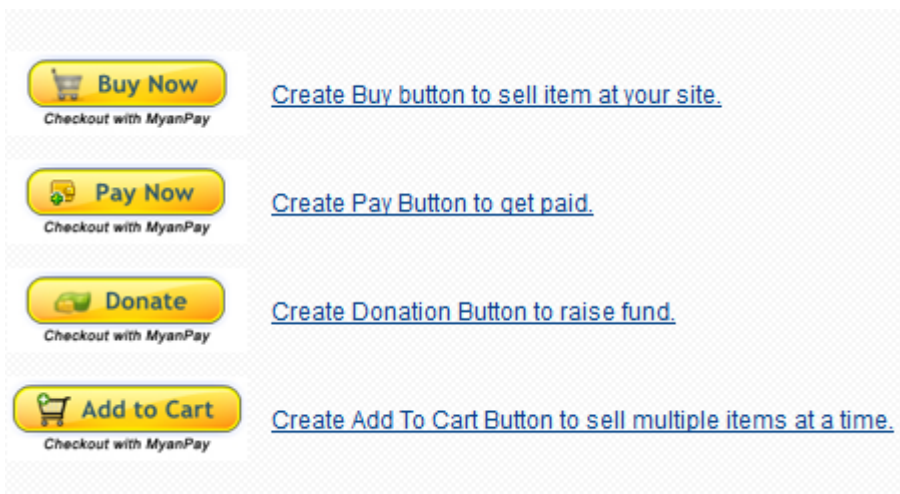 Buy Now
Checkout with MyanPay
Create Buy button to sell item at your site.
Pay Now
Checkout with MyanPay
Create Pay Button to get paid.
Donate
Checkout with MyanPay
Create Donation Button to raise fund.
Add to Cart
Checkout with MyanPay
Create Add To Cart Button to sell multiple items at a time.